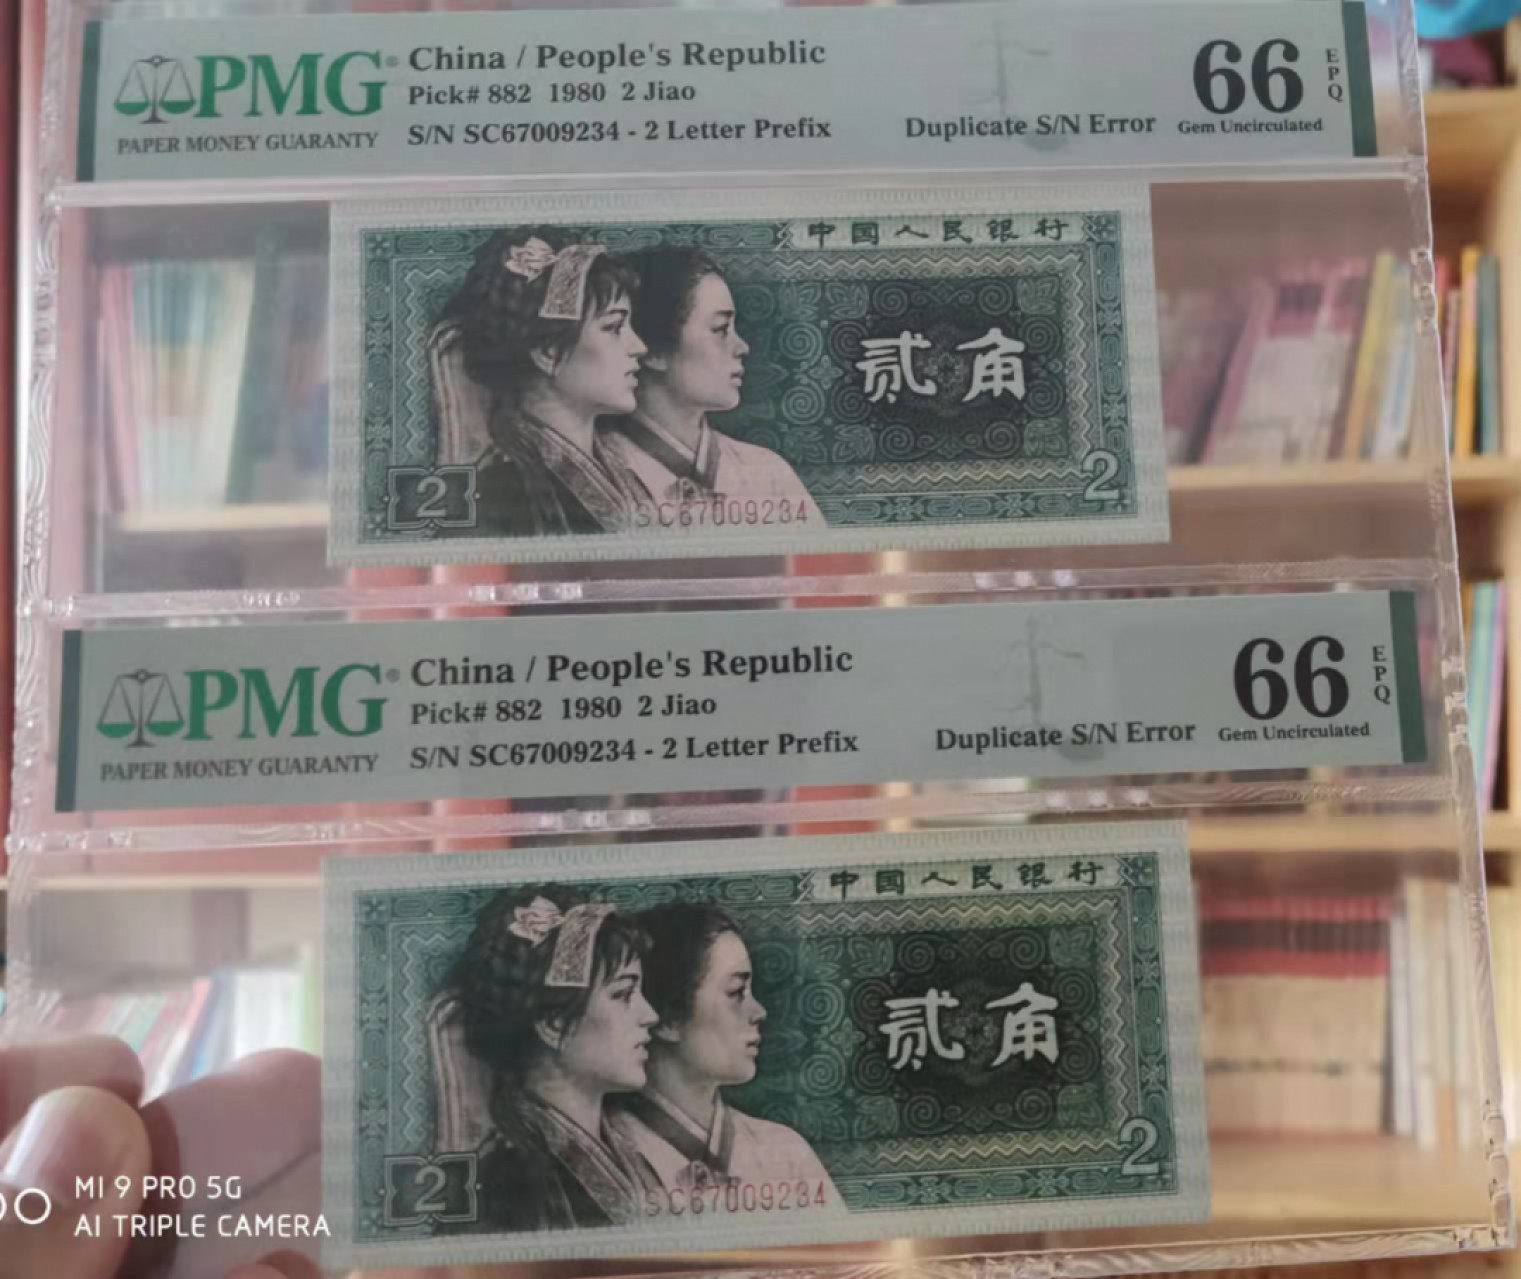 PMG®
PAPER MONEY GUARANTY
China / People's Republic
Pick# 882 1980 2 Jiao
S/N SC67009234 - 2 Letter Prefix
Duplicate S/N Error
66
EPQ
Gem Uncirculated
中国人民银行
贰角
2
2
SC67009234
PMG®
PAPER MONEY GUARANTY
China / People's Republic
Pick# 882 1980 2 Jiao
S/N SC67009234 - 2 Letter Prefix
Duplicate S/N Error
66
EPQ
Gem Uncirculated
中国人民银行
贰角
2
2
SC67009234
MI 9 PRO 5G
AI TRIPLE CAMERA